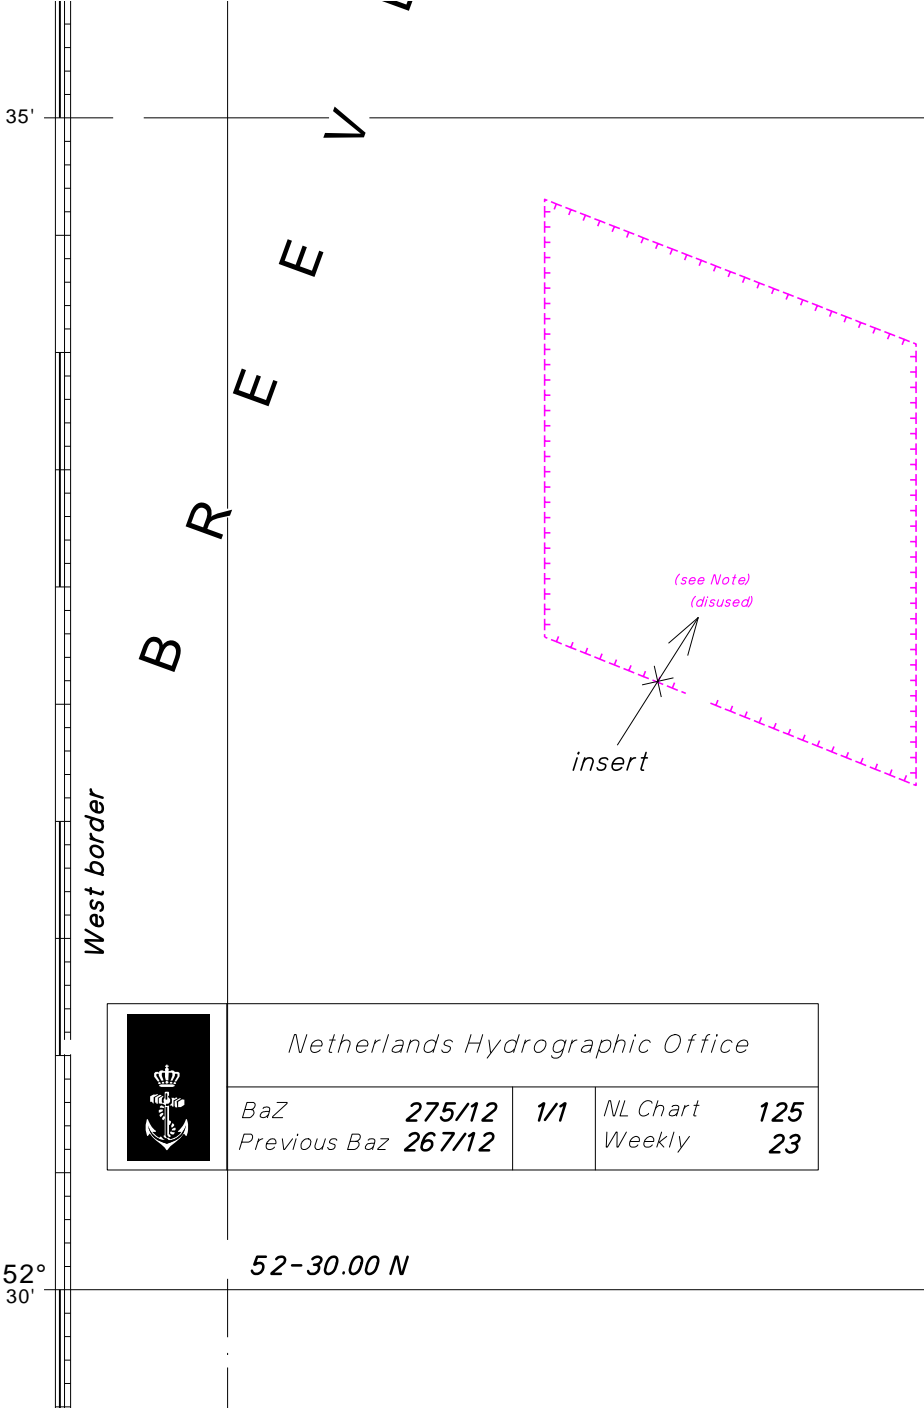 35'
B R E E V
(see Note)
(disused)
insert
West border
Netherlands Hydrographic Office
BaZ 275/12 1/1 NL Chart 125
Previous Baz 267/12 Weekly 23
52-30.00 N
52°
30'